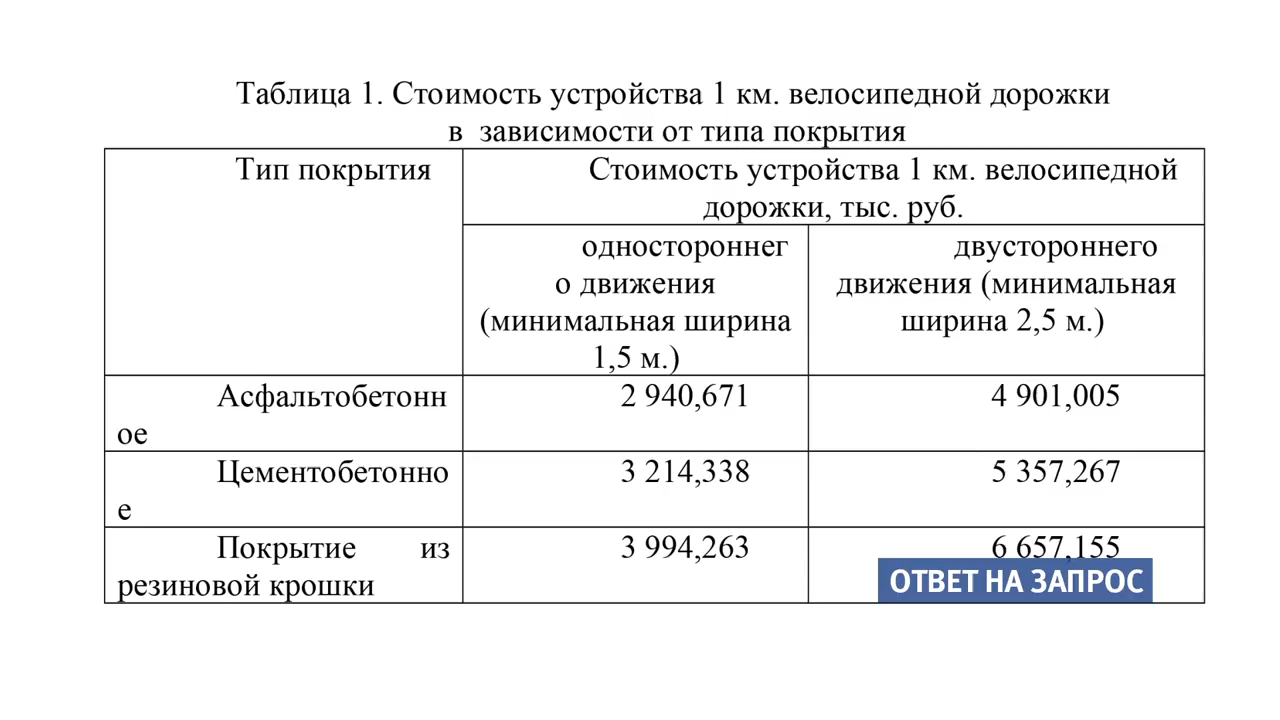 Таблица 1. Стоимость устройства 1 км. велосипедной дорожки
в зависимости от типа покрытия
Тип покрытия
Стоимость устройства 1 км. велосипедной
дорожки, тыс. руб.
одностороннег
о движения
(минимальная ширина
1,5 м.)
двустороннего
движения (минимальная
ширина 2,5 м.)
Асфальтобетонн
ое
2 940,671
4 901,005
Цементобетонно
е
3 214,338
5 357,267
Покрытие из
резиновой крошки
3 994,263
6 657,155
ОТВЕТ НА ЗАПРОС